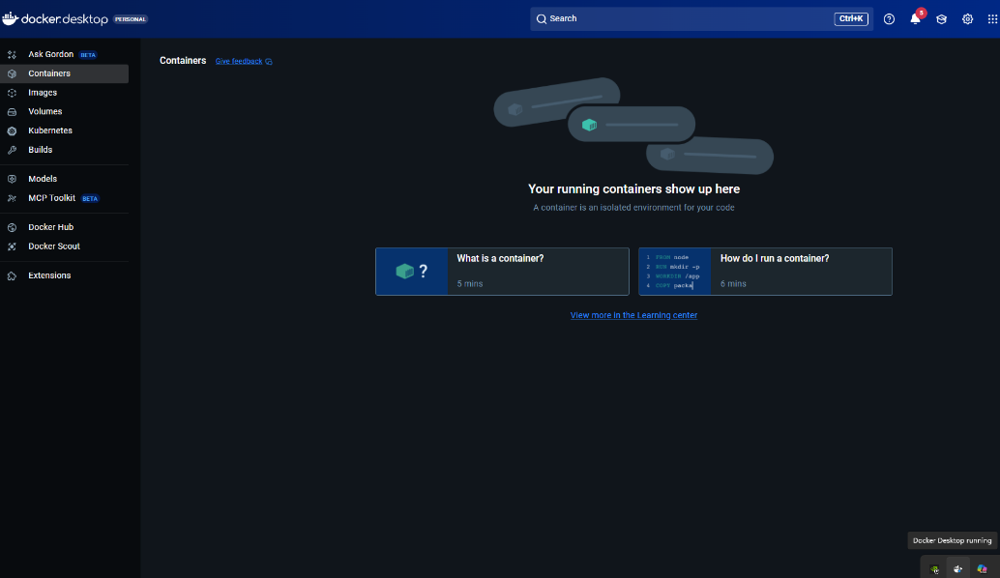 docker.desktop PERSONAL
Search
Ctrl+K
5
Ask Gordon BETA
Containers
Images
Volumes
Kubernetes
Builds
Models
MCP Toolkit BETA
Docker Hub
Docker Scout
Extensions
Containers Give feedback
Your running containers show up here
A container is an isolated environment for your code
?
What is a container?
5 mins
1 FROM node
2 RUN mkdir -p
3 WORKDIR /app
4 COPY packa
How do I run a container?
6 mins
View more in the Learning center
Docker Desktop running